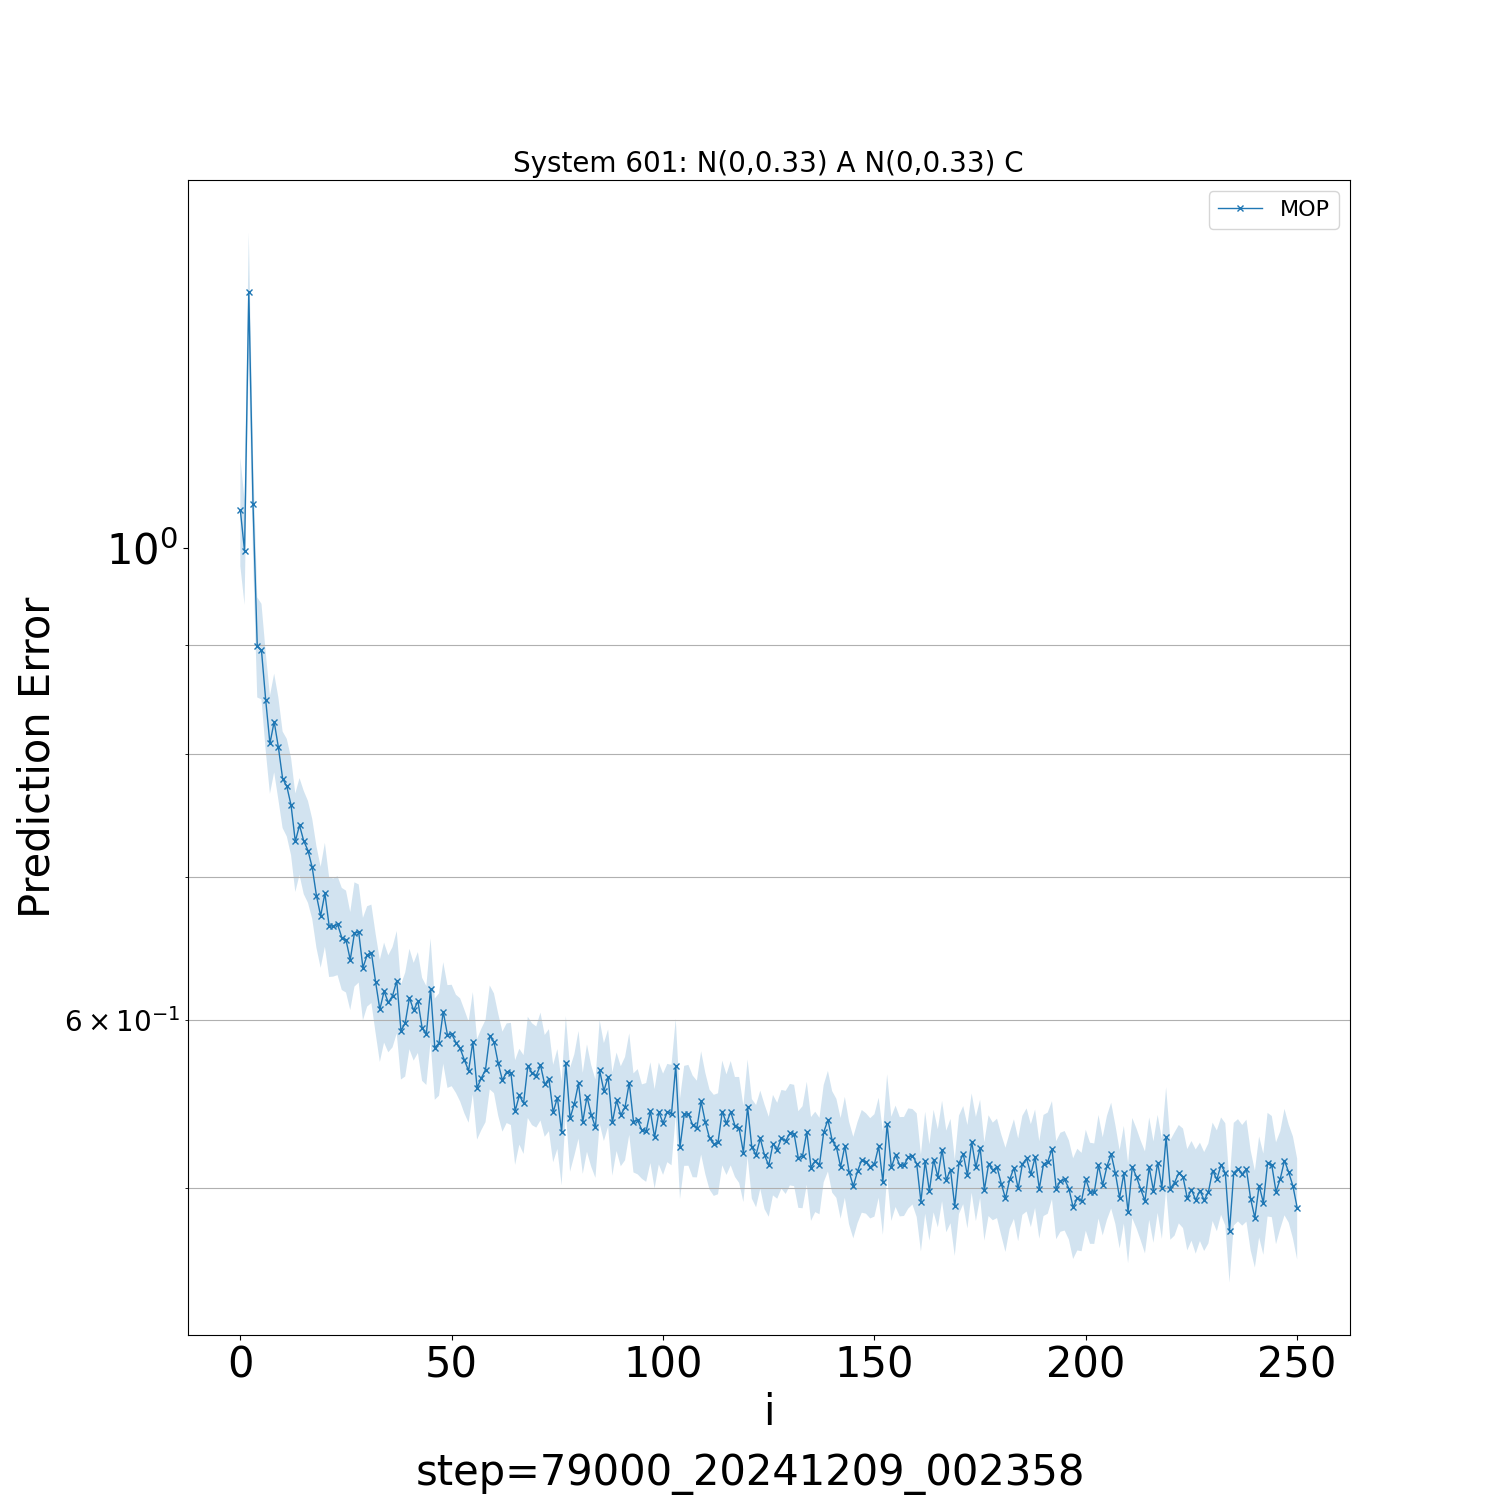 System 601: N(0,0.33) A N(0,0.33) C
MOP
10⁰
6 × 10⁻¹
Prediction Error
0 50 100 150 200 250
i
step=79000_20241209_002358